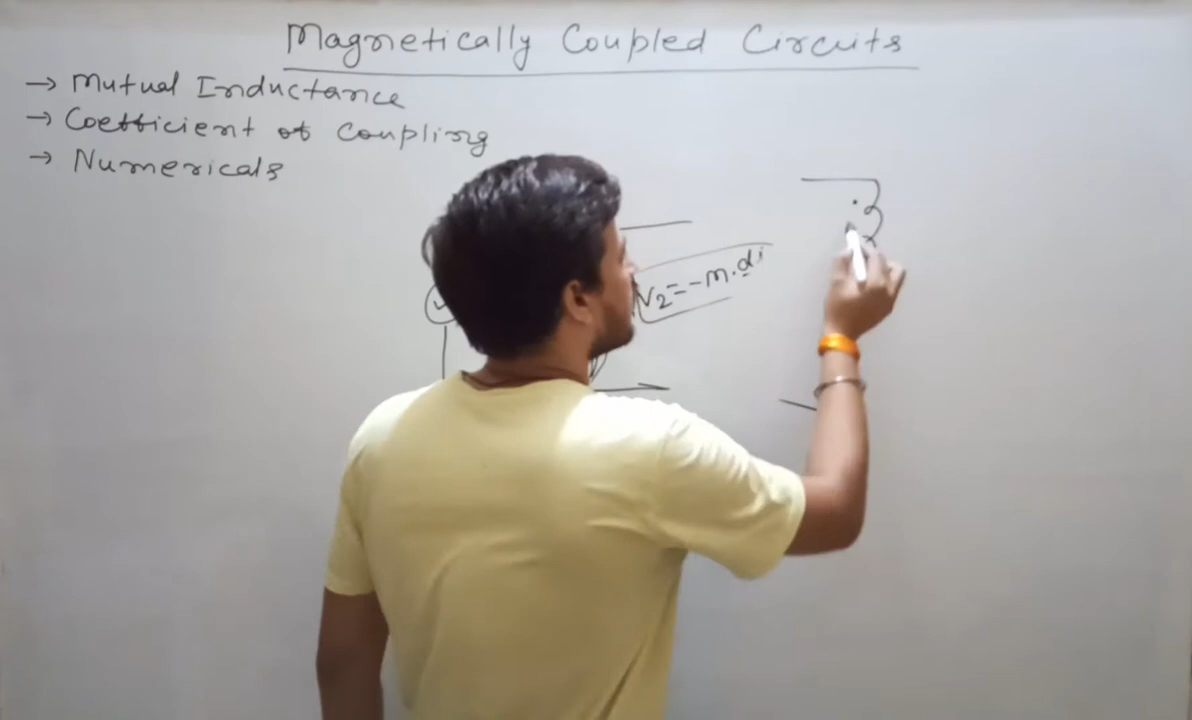 Magnetically Coupled Circuits
→ Mutual Inductance
→ Coefficient of Coupling
→ Numericals
V2 = -m.di